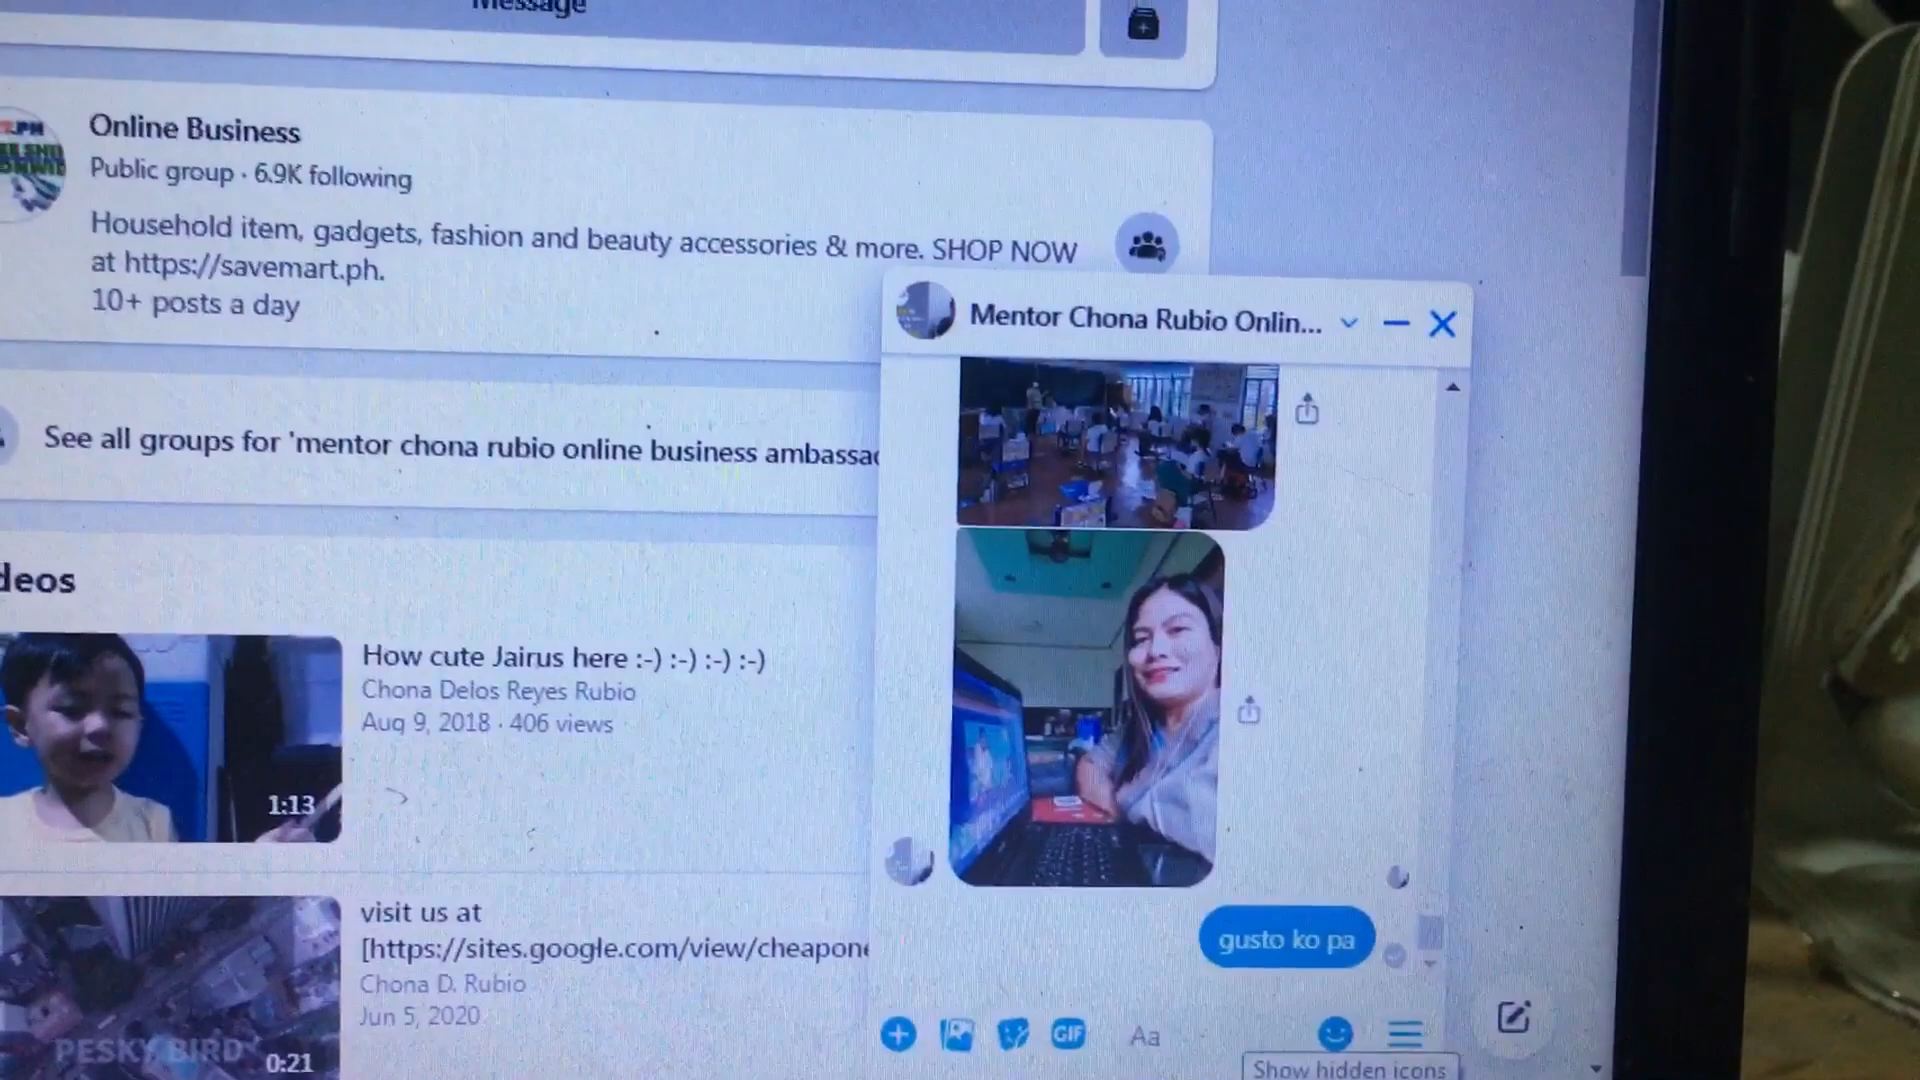 Message
Online Business
Public group · 6.9K following
Household item, gadgets, fashion and beauty accessories & more. SHOP NOW
at https://savemart.ph.
10+ posts a day
See all groups for 'mentor chona rubio online business ambassad
deos
How cute Jairus here :-) :-) :-) :-)
Chona Delos Reyes Rubio
Aug 9, 2018 · 406 views
1:13
visit us at
[https://sites.google.com/view/cheapone
Chona D. Rubio
Jun 5, 2020
PESKY BIRD
0:21
Mentor Chona Rubio Onlin...
gusto ko pa
GIF
Aa
Show hidden icons